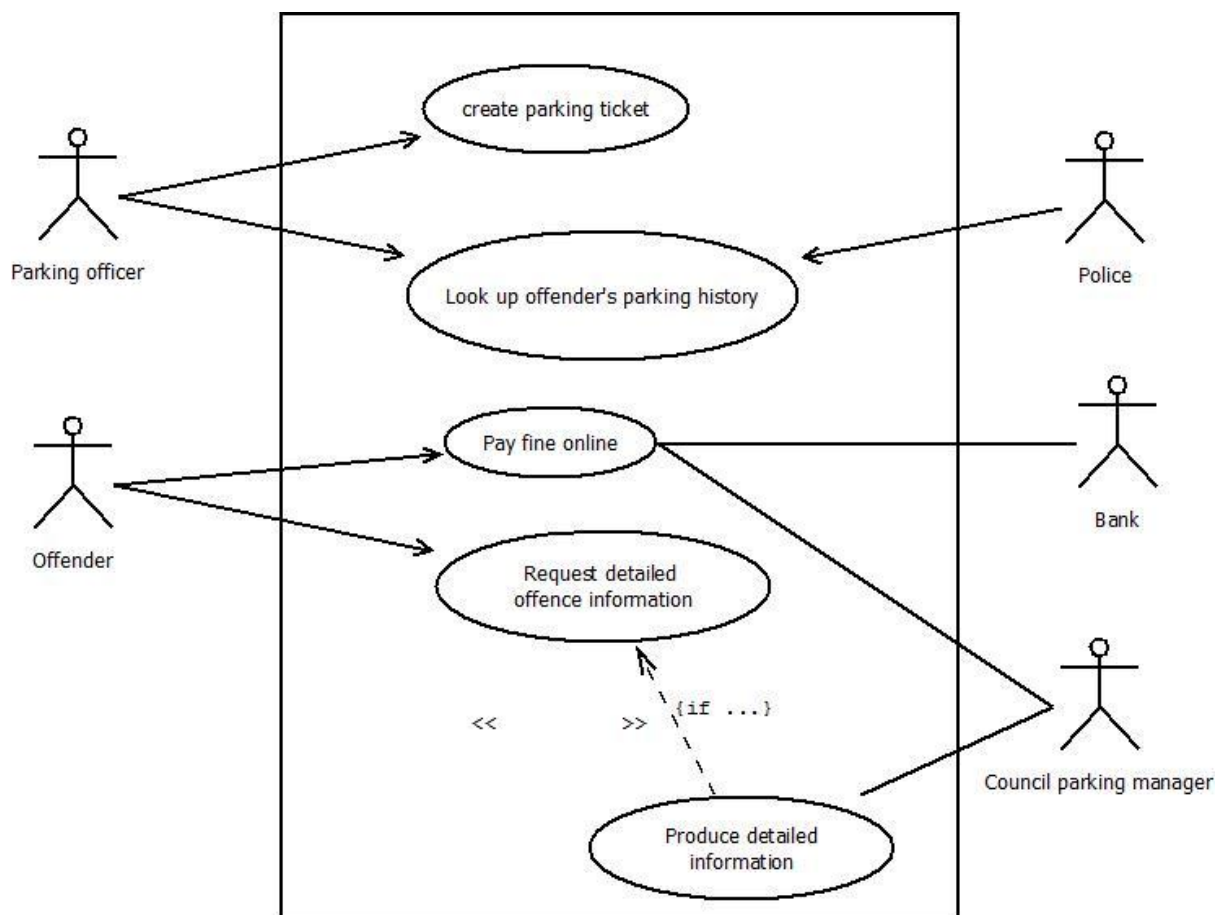 create parking ticket
Parking officer
Look up offender's parking history
Police
Pay fine online
Bank
Offender
Request detailed
offence information
<< >> {if ...}
Council parking manager
Produce detailed
information